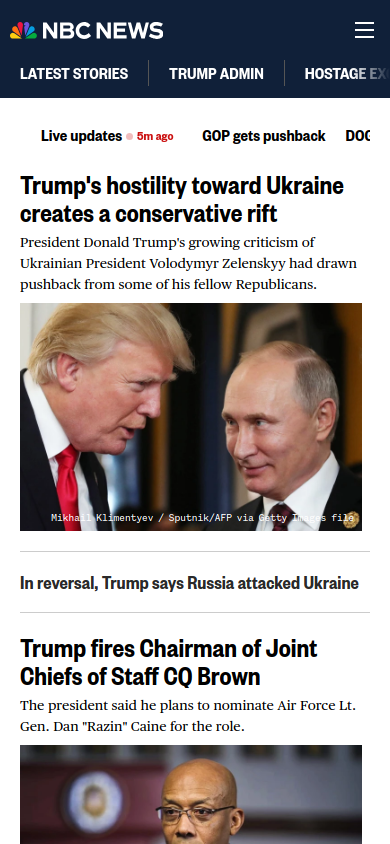 NBC NEWS
LATEST STORIES
TRUMP ADMIN
HOSTAGE EX
Live updates 5m ago
GOP gets pushback
DOG
Trump's hostility toward Ukraine
creates a conservative rift
President Donald Trump's growing criticism of
Ukrainian President Volodymyr Zelenskyy had drawn
pushback from some of his fellow Republicans.
Mikhail Klimentyev / Sputnik/AFP via Getty Images file
In reversal, Trump says Russia attacked Ukraine
Trump fires Chairman of Joint
Chiefs of Staff CQ Brown
The president said he plans to nominate Air Force Lt.
Gen. Dan "Razin" Caine for the role.